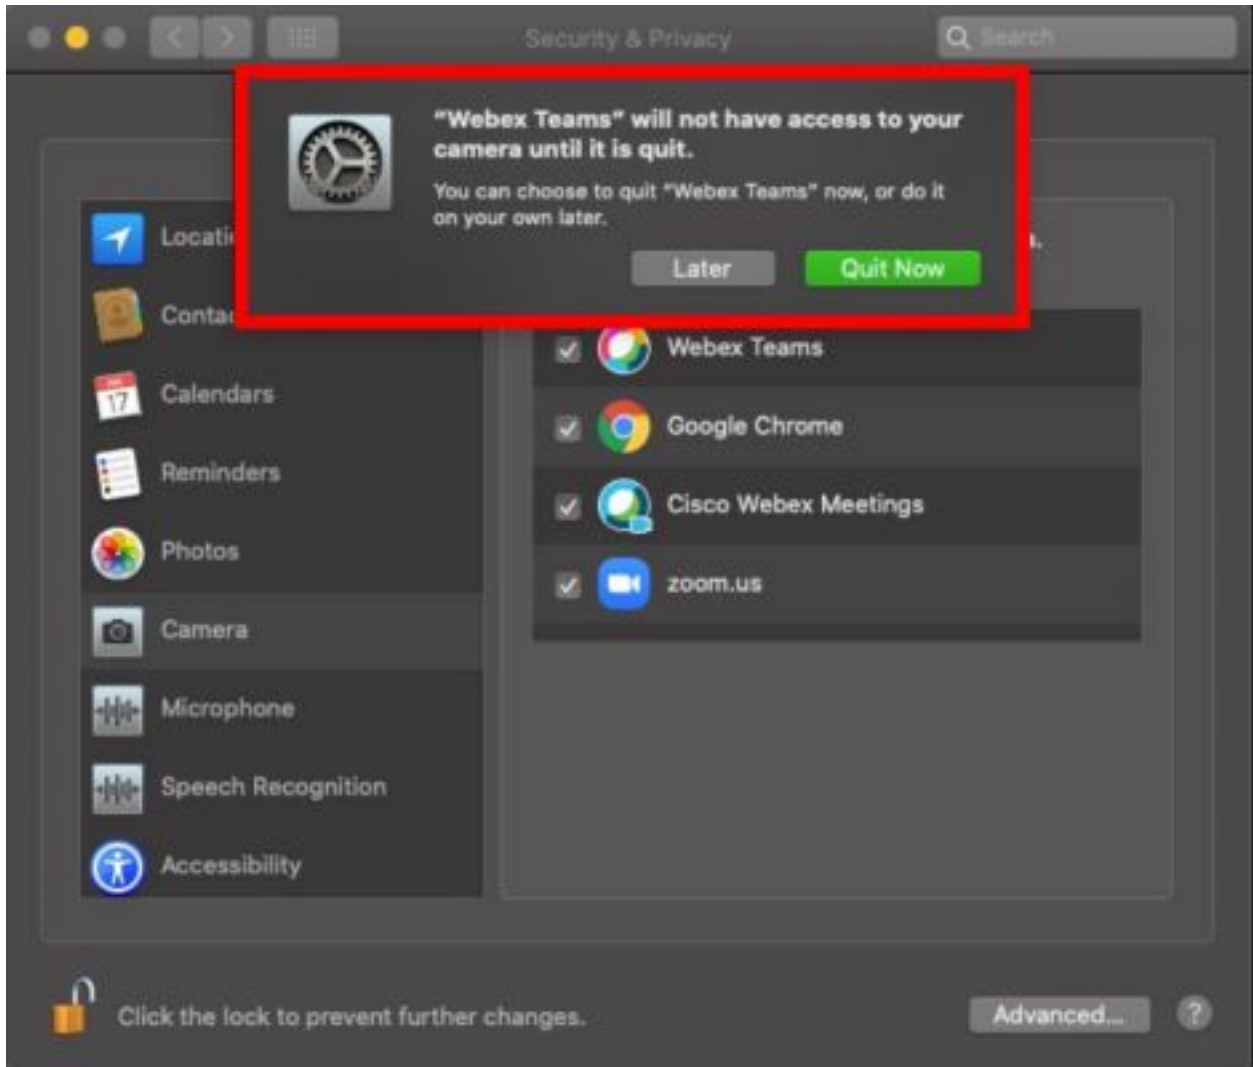 Security & Privacy
Search
"Webex Teams" will not have access to your
camera until it is quit.
You can choose to quit "Webex Teams" now, or do it
on your own later.
Later
Quit Now
Calendars
17
Reminders
Photos
Camera
Microphone
Speech Recognition
Accessibility
Webex Teams
Google Chrome
Cisco Webex Meetings
zoom.us
Click the lock to prevent further changes.
Advanced...
?